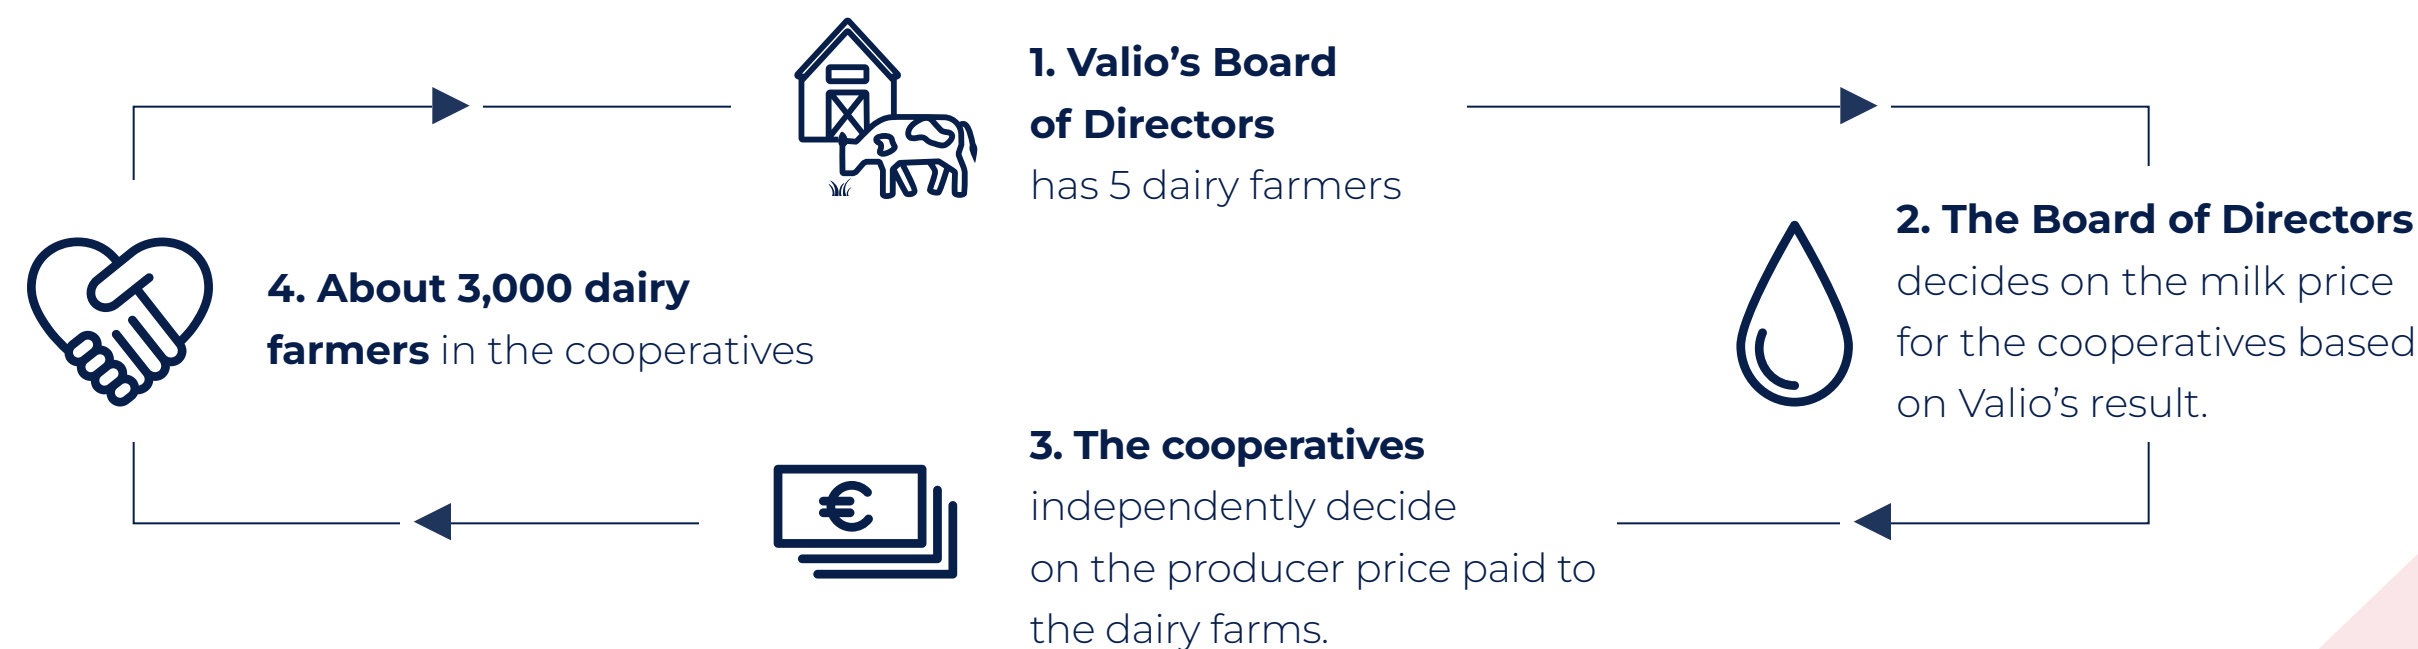 1. Valio’s Board
of Directors
has 5 dairy farmers
2. The Board of Directors
decides on the milk price
for the cooperatives based
on Valio’s result.
3. The cooperatives
independently decide
on the producer price paid to
the dairy farms.
4. About 3,000 dairy
farmers in the cooperatives